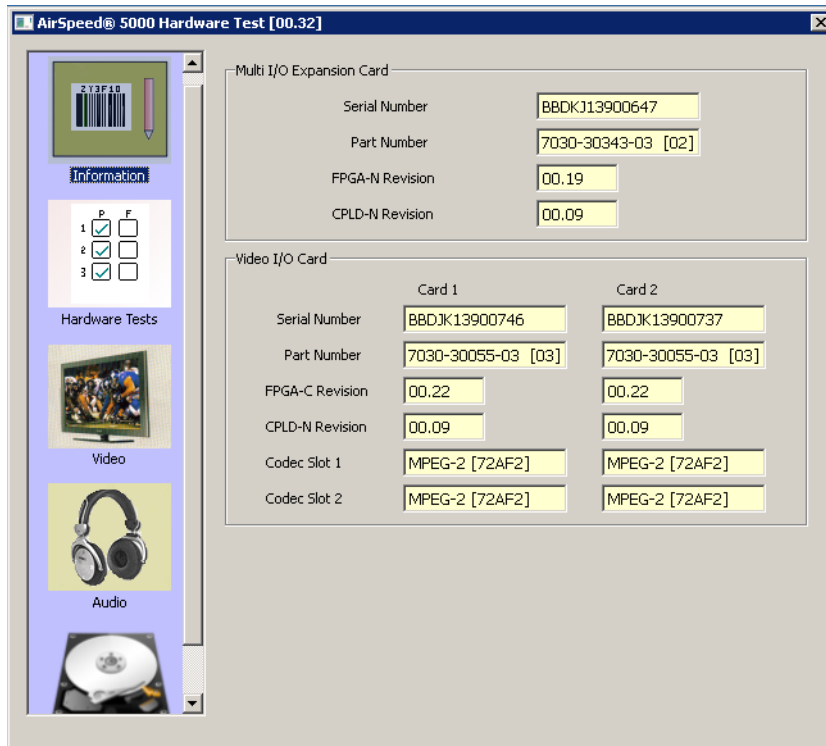 AirSpeed® 5000 Hardware Test [00.32]
ZY3F10
Information
P F
1
2
3
Hardware Tests
Video
Audio
Multi I/O Expansion Card
Serial Number BBDKJ13900647
Part Number 7030-30343-03 [02]
FPGA-N Revision 00.19
CPLD-N Revision 00.09
Video I/O Card
Card 1 Card 2
Serial Number BBDJK13900746 BBDJK13900737
Part Number 7030-30055-03 [03] 7030-30055-03 [03]
FPGA-C Revision 00.22 00.22
CPLD-N Revision 00.09 00.09
Codec Slot 1 MPEG-2 [72AF2] MPEG-2 [72AF2]
Codec Slot 2 MPEG-2 [72AF2] MPEG-2 [72AF2]